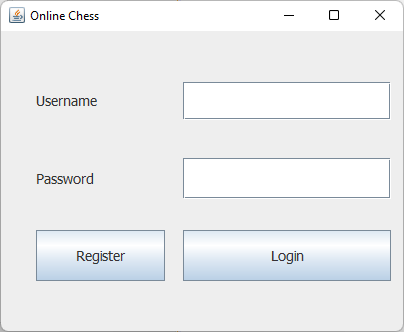 Online Chess
Username
Password
Register Login